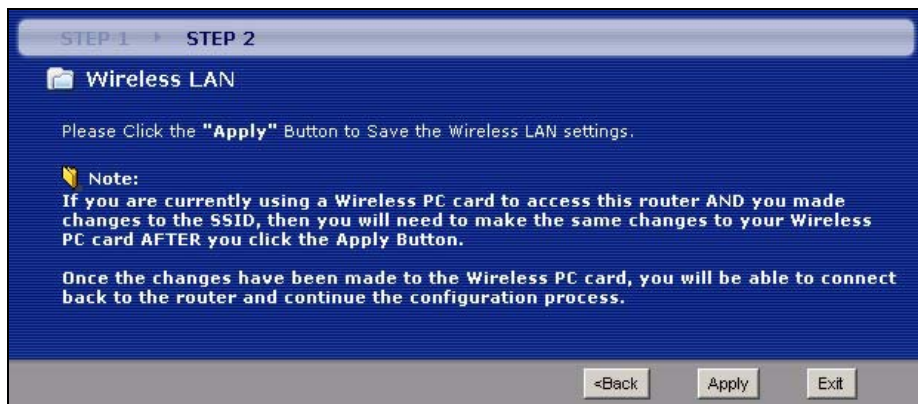 STEP 1 STEP 2
Wireless LAN
Please Click the "Apply" Button to Save the Wireless LAN settings.
Note:
If you are currently using a Wireless PC card to access this router AND you made
changes to the SSID, then you will need to make the same changes to your Wireless
PC card AFTER you click the Apply Button.
Once the changes have been made to the Wireless PC card, you will be able to connect
back to the router and continue the configuration process.
<Back Apply Exit